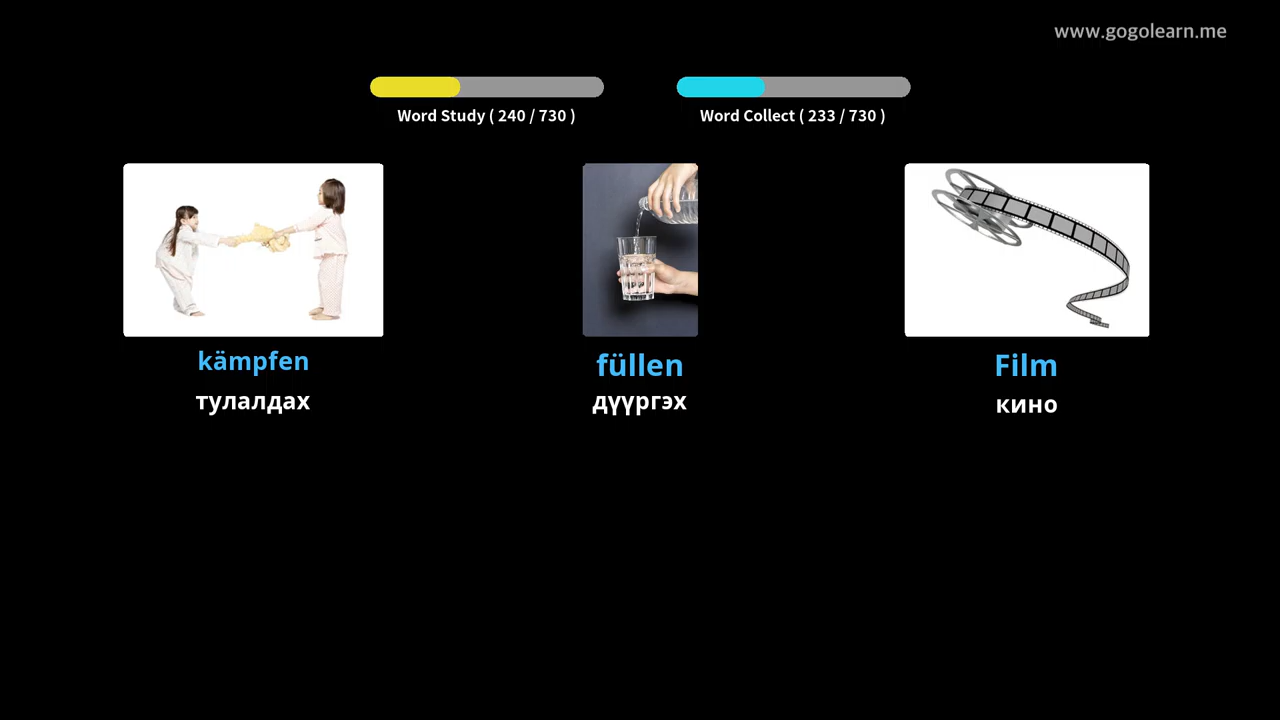 www.gogolearn.me
Word Study ( 240 / 730 )
Word Collect ( 233 / 730 )
kämpfen
тулалдах
füllen
дүүргэх
Film
кино